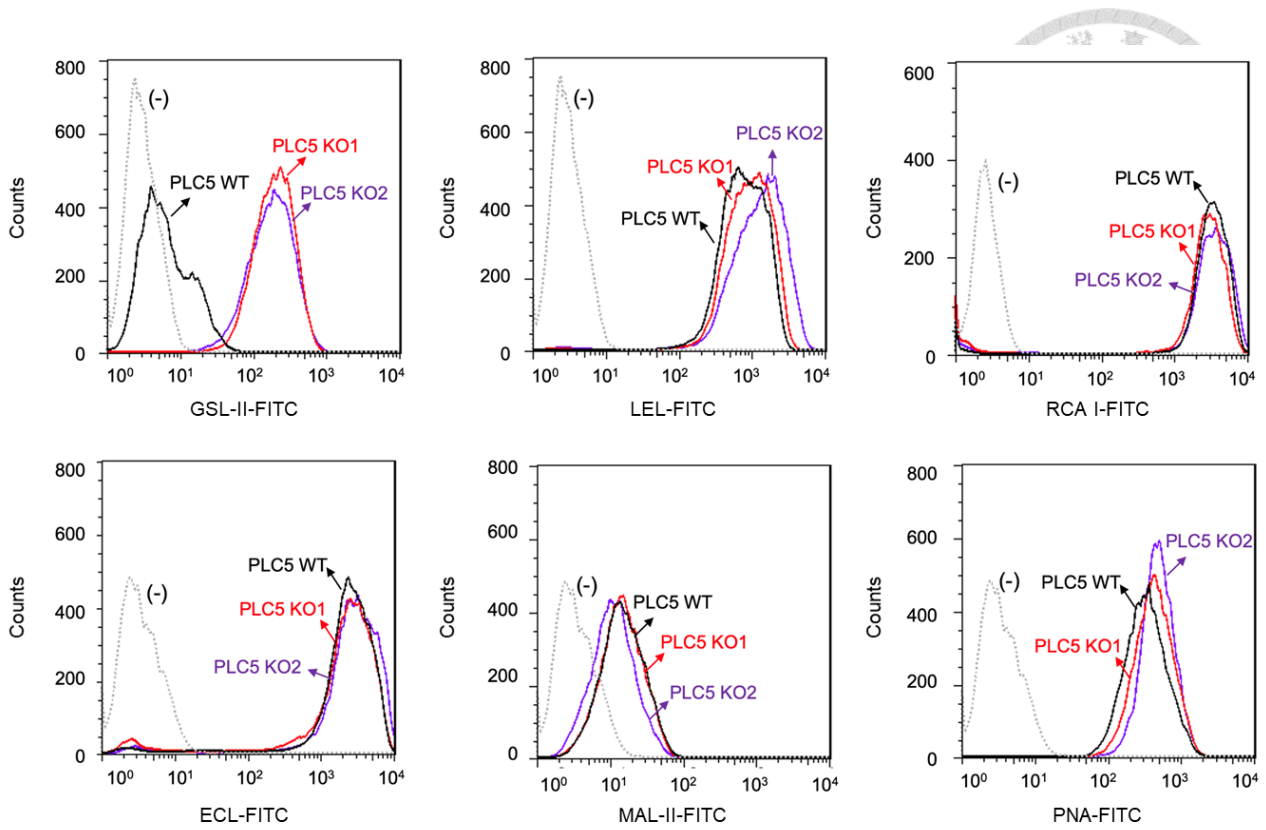 800
600
400
200
0
Counts
(-)
PLC5 WT
PLC5 KO1
PLC5 KO2
10⁰ 10¹ 10² 10³ 10⁴
GSL-II-FITC
800
600
400
200
0
Counts
(-)
PLC5 KO2
PLC5 KO1
PLC5 WT
10⁰ 10¹ 10² 10³ 10⁴
LEL-FITC
600
400
200
0
Counts
(-)
PLC5 WT
PLC5 KO1
PLC5 KO2
10⁰ 10¹ 10² 10³ 10⁴
RCA I-FITC
800
600
400
200
0
Counts
(-)
PLC5 WT
PLC5 KO1
PLC5 KO2
10⁰ 10¹ 10² 10³ 10⁴
ECL-FITC
800
600
400
200
0
Counts
(-)
PLC5 WT
PLC5 KO1
PLC5 KO2
10⁰ 10¹ 10² 10³ 10⁴
MAL-II-FITC
800
600
400
200
0
Counts
(-)
PLC5 KO2
PLC5 WT
PLC5 KO1
10⁰ 10¹ 10² 10³ 10⁴
PNA-FITC